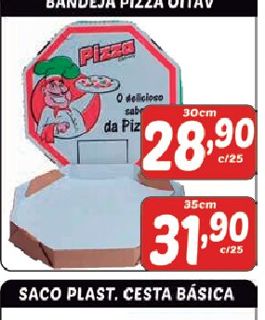 BANDEJA PIZZA OITAV
Pizza
O delicioso
sabo
da Piz
30cm
28,90
c/25
35cm
31,90
c/25
SACO PLAST. CESTA BÁSICA